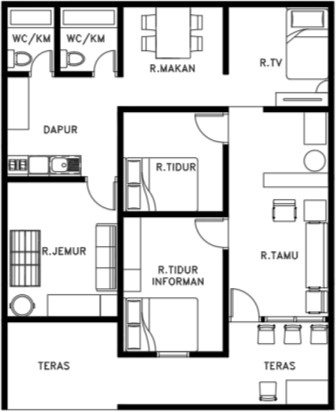 WC/KM
WC/KM
R.MAKAN
R.TV
DAPUR
R.TIDUR
R.JEMUR
R.TIDUR
INFORMAN
R.TAMU
TERAS
TERAS